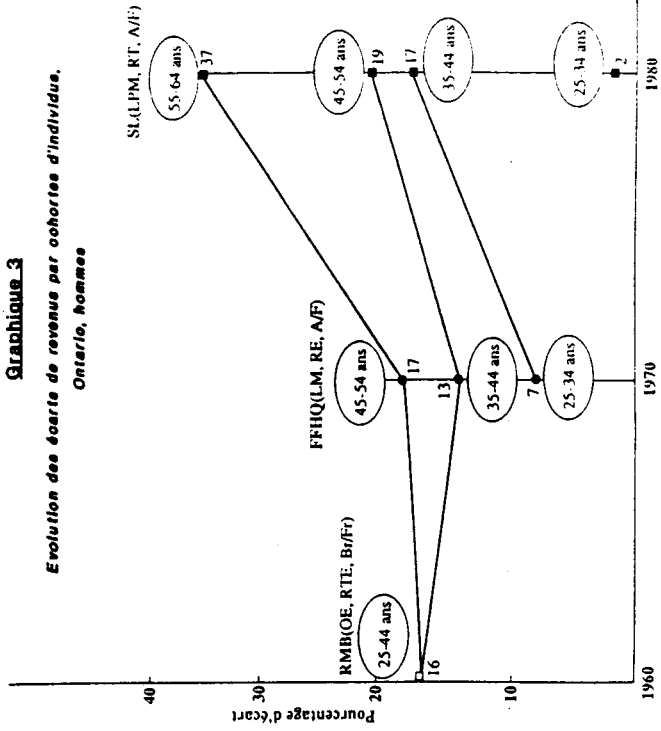 Graphique 3
Evolution des écarts de revenus par cohortes d'individus,
Ontario, hommes
SL(LPM, RT, A/F)
FFHQ(LM, RE, A/F)
RMB(OE, RTE, Br/Fr)
Pourcentage d'écart
40
30
20
10
25-44 ans
16
45-54 ans
17
13
35-44 ans
7
25-34 ans
55-64 ans
37
45-54 ans
19
17
35-44 ans
25-34 ans
2
1960
1970
1980